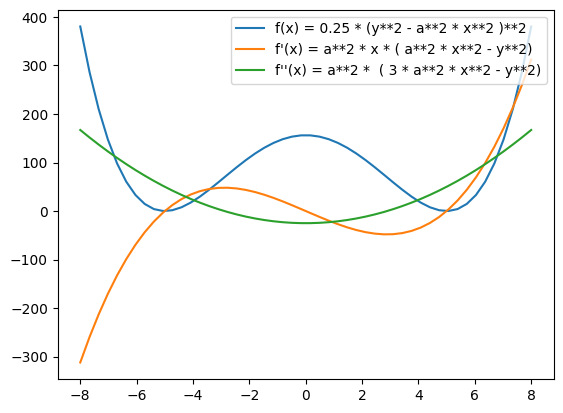 f(x) = 0.25 * (y**2 - a**2 * x**2 )**2
f'(x) = a**2 * x * ( a**2 * x**2 - y**2)
f''(x) = a**2 *  ( 3 * a**2 * x**2 - y**2)
400
300
200
100
0
−100
−200
−300
−8 −6 −4 −2 0 2 4 6 8